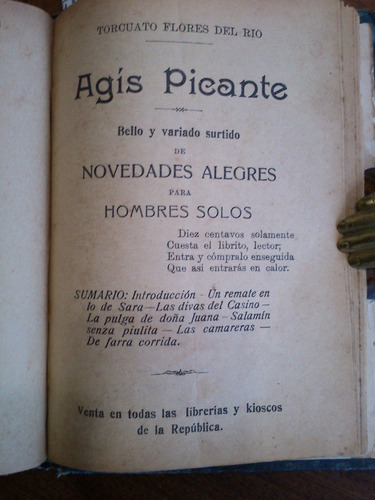 TORCUATO FLORES DEL RIO
Agís Picante
Bello y variado surtido
DE
NOVEDADES ALEGRES
PARA
HOMBRES SOLOS
Diez centavos solamente
Cuesta el librito, lector;
Entra y cómpralo enseguida
Que así entrarás en calor.
SUMARIO: Introducción - Un remate en
lo de Sara — Las divas del Casino —
La pulga de doña Juana — Salamín
senza piulita — Las camareras —
De farra corrida.
Venta en todas las librerías y kioscos
de la República.